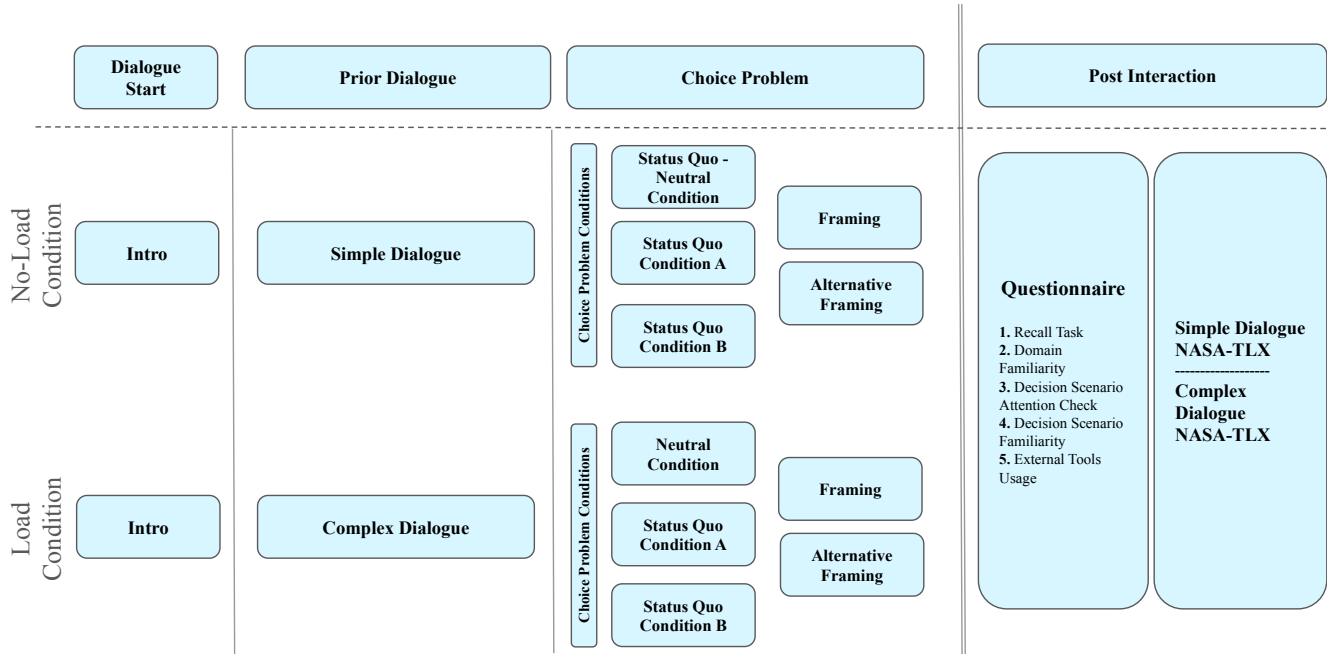 Dialogue
Start
Prior Dialogue
Choice Problem
Post Interaction
No-Load
Condition
Intro
Simple Dialogue
Choice Problem Conditions
Status Quo -
Neutral
Condition
Status Quo
Condition A
Status Quo
Condition B
Framing
Alternative
Framing
Load
Condition
Intro
Complex Dialogue
Choice Problem Conditions
Neutral
Condition
Status Quo
Condition A
Status Quo
Condition B
Framing
Alternative
Framing
Questionnaire
1. Recall Task
2. Domain
Familiarity
3. Decision Scenario
Attention Check
4. Decision Scenario
Familiarity
5. External Tools
Usage
Simple Dialogue
NASA-TLX
-------------------
Complex
Dialogue
NASA-TLX